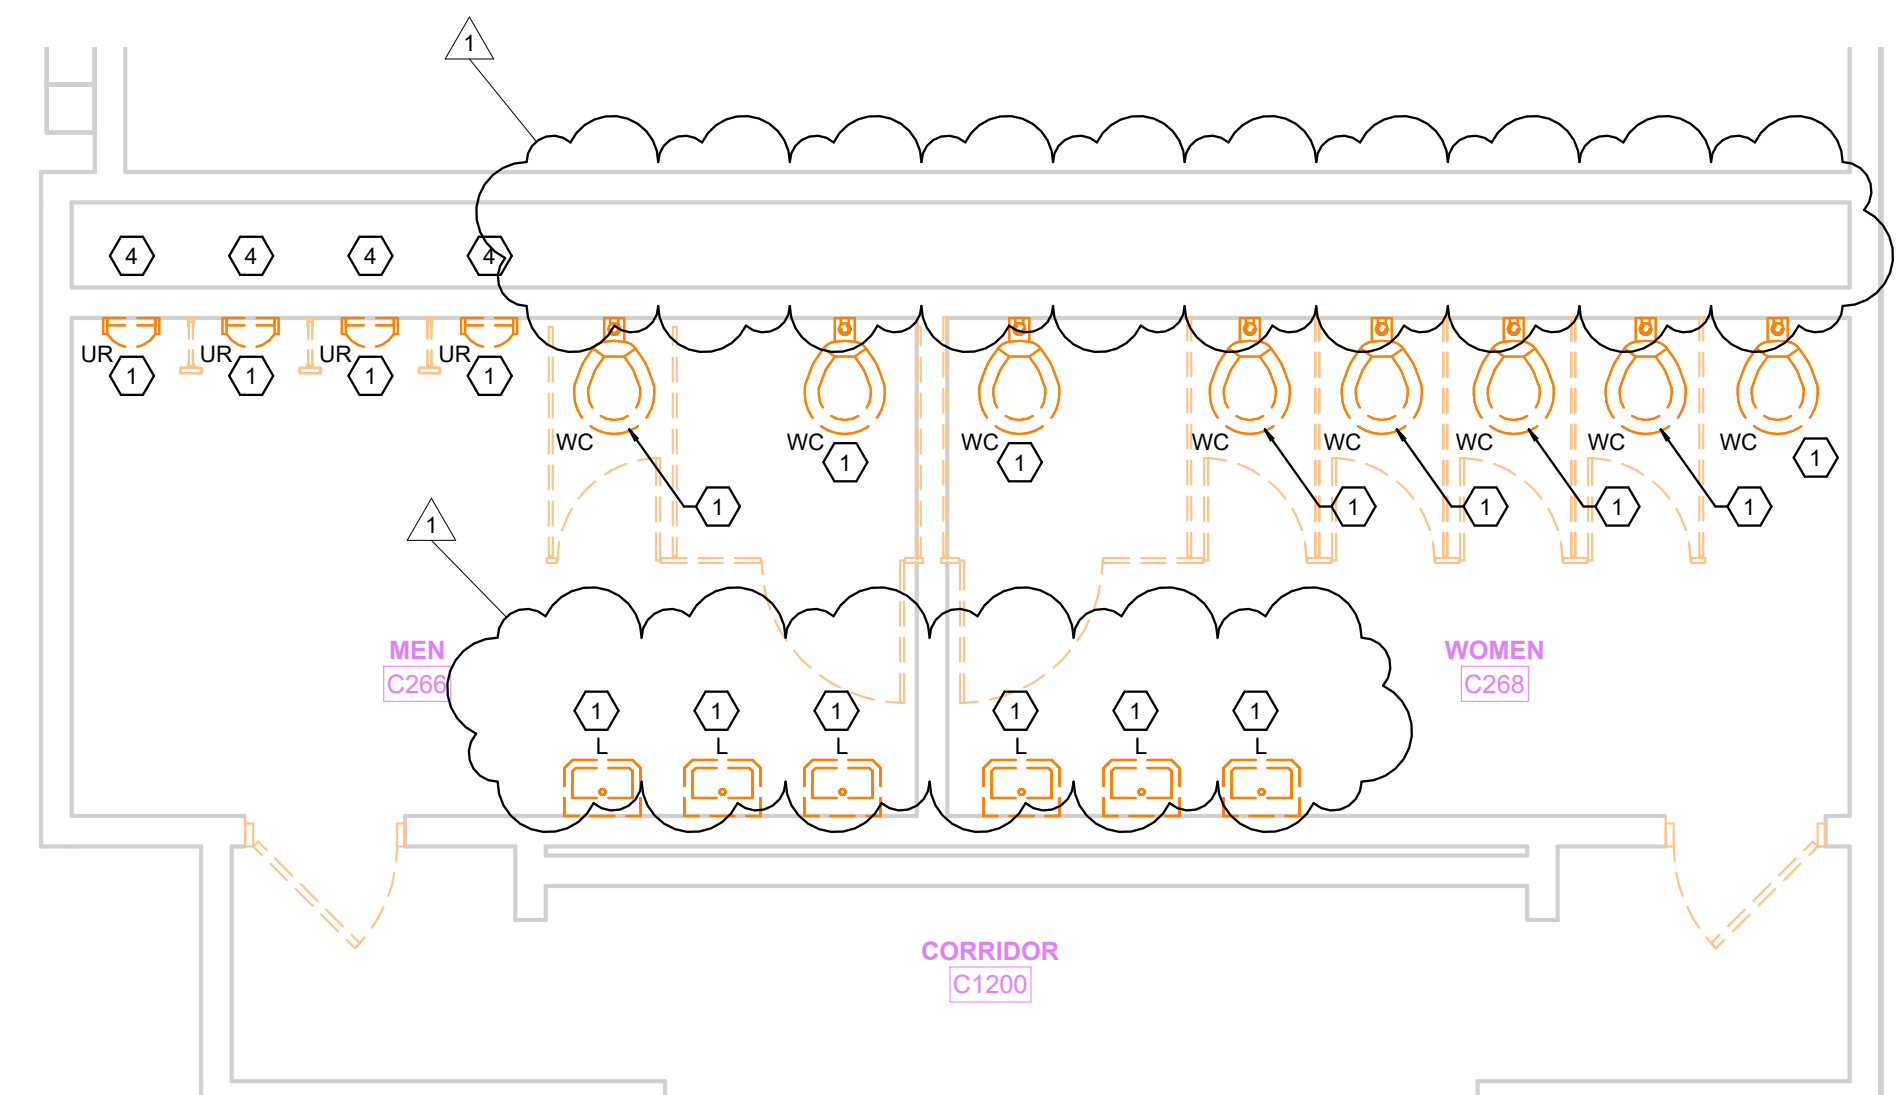 1
4 4 4 4
UR UR UR UR
1 1 1 1
WC WC WC WC WC WC WC WC
1 1 1
1 1 1 1 1
1
MEN
C266
WOMEN
C268
1 1 1 1 1 1
L L L L L L
CORRIDOR
C1200